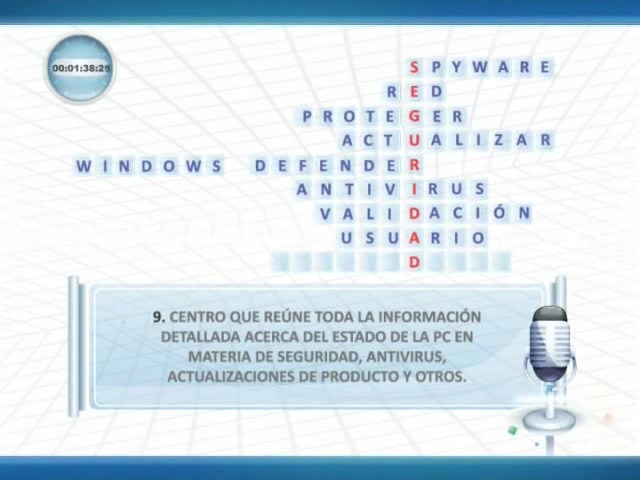 00:01:38:25
SPYWARE
RED
PROTEGER
ACTUALIZAR
WINDOWS DEFENDER
ANTIVIRUS
VALIDACIÓN
USUARIO
D
9. CENTRO QUE REÚNE TODA LA INFORMACIÓN
DETALLADA ACERCA DEL ESTADO DE LA PC EN
MATERIA DE SEGURIDAD, ANTIVIRUS,
ACTUALIZACIONES DE PRODUCTO Y OTROS.